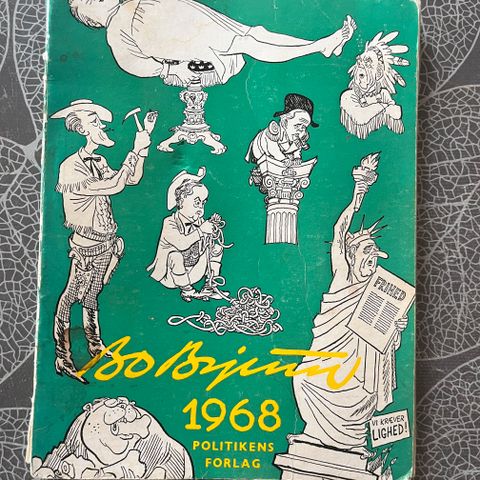 FRIHED
Bo Bojesen
1968
VI KRÆVER
LIGHED!
POLITIKENS
FORLAG